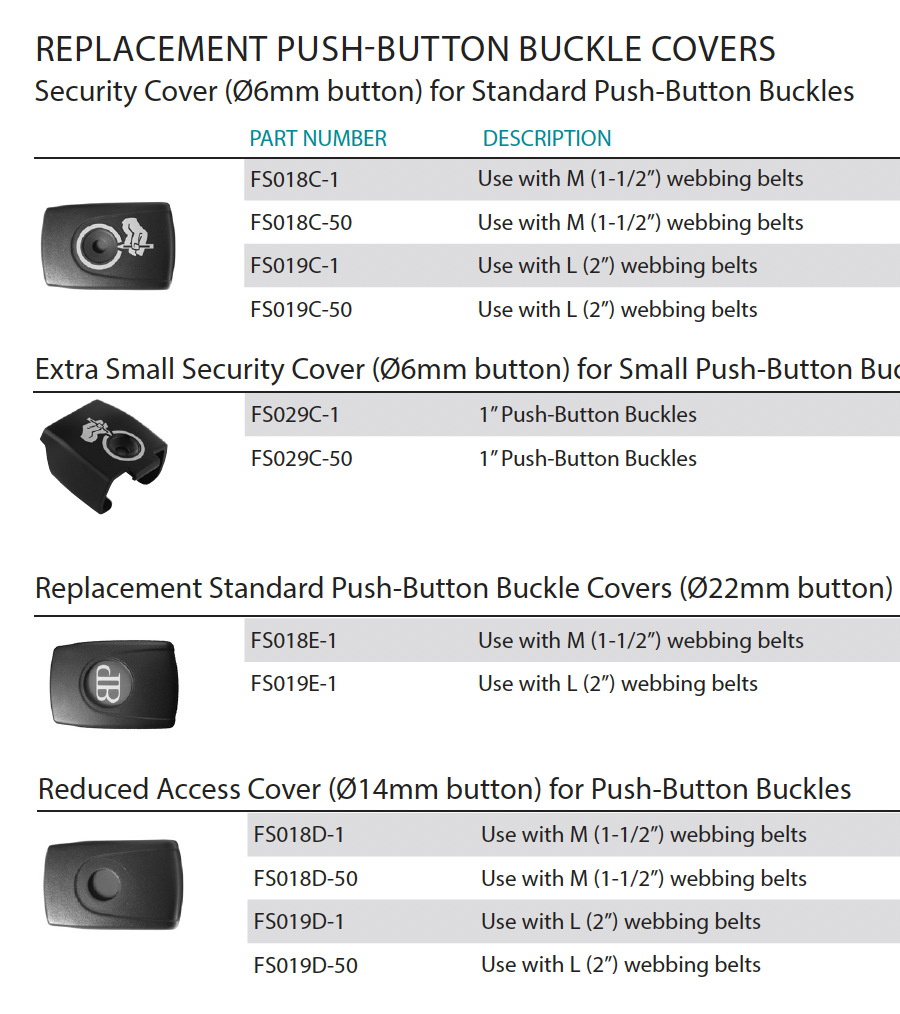 REPLACEMENT PUSH-BUTTON BUCKLE COVERS
Security Cover (Ø6mm button) for Standard Push-Button Buckles
PART NUMBER DESCRIPTION
FS018C-1 Use with M (1-1/2”) webbing belts
FS018C-50 Use with M (1-1/2”) webbing belts
FS019C-1 Use with L (2”) webbing belts
FS019C-50 Use with L (2”) webbing belts
Extra Small Security Cover (Ø6mm button) for Small Push-Button
FS029C-1 1” Push-Button Buckles
FS029C-50 1” Push-Button Buckles
Replacement Standard Push-Button Buckle Covers (Ø22mm button)
FS018E-1 Use with M (1-1/2”) webbing belts
FS019E-1 Use with L (2”) webbing belts
Reduced Access Cover (Ø14mm button) for Push-Button Buckles
FS018D-1 Use with M (1-1/2”) webbing belts
FS018D-50 Use with M (1-1/2”) webbing belts
FS019D-1 Use with L (2”) webbing belts
FS019D-50 Use with L (2”) webbing belts